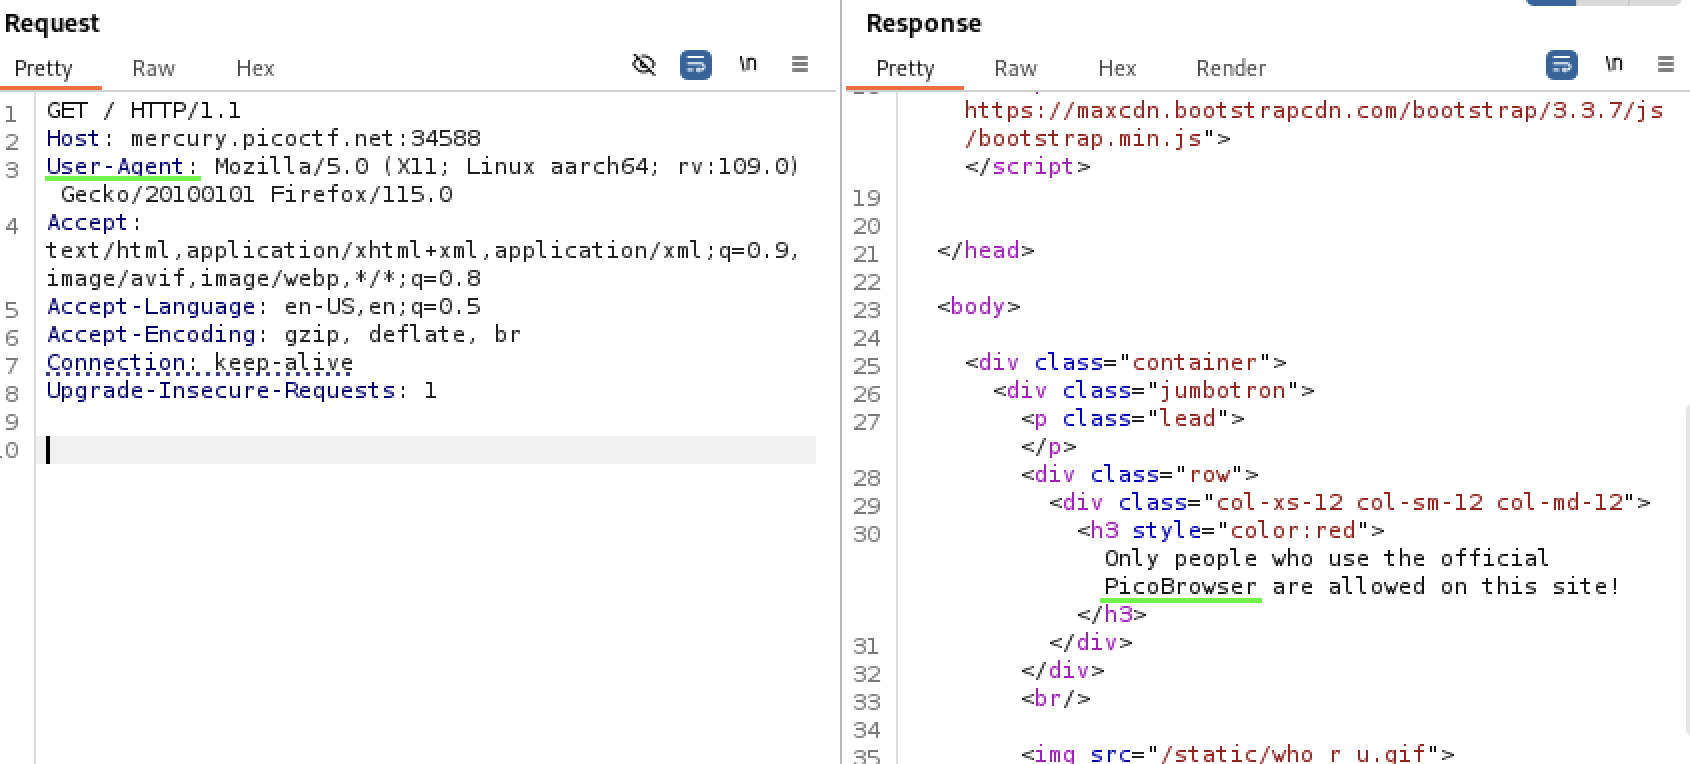 Request
Pretty Raw Hex \n
1 GET / HTTP/1.1
2 Host: mercury.picoctf.net:34588
3 User-Agent: Mozilla/5.0 (X11; Linux aarch64; rv:109.0)
Gecko/20100101 Firefox/115.0
4 Accept:
text/html,application/xhtml+xml,application/xml;q=0.9,
image/avif,image/webp,*/*;q=0.8
5 Accept-Language: en-US,en;q=0.5
6 Accept-Encoding: gzip, deflate, br
7 Connection: keep-alive
8 Upgrade-Insecure-Requests: 1
9
10
Response
Pretty Raw Hex Render \n
https://maxcdn.bootstrapcdn.com/bootstrap/3.3.7/js
/bootstrap.min.js">
</script>
19
20
21 </head>
22
23 <body>
24
25 <div class="container">
26 <div class="jumbotron">
27 <p class="lead">
</p>
28 <div class="row">
29 <div class="col-xs-12 col-sm-12 col-md-12">
30 <h3 style="color:red">
Only people who use the official
PicoBrowser are allowed on this site!
</h3>
31 </div>
32 </div>
33 <br/>
34
35 <img src="/static/who_r_u.gif">